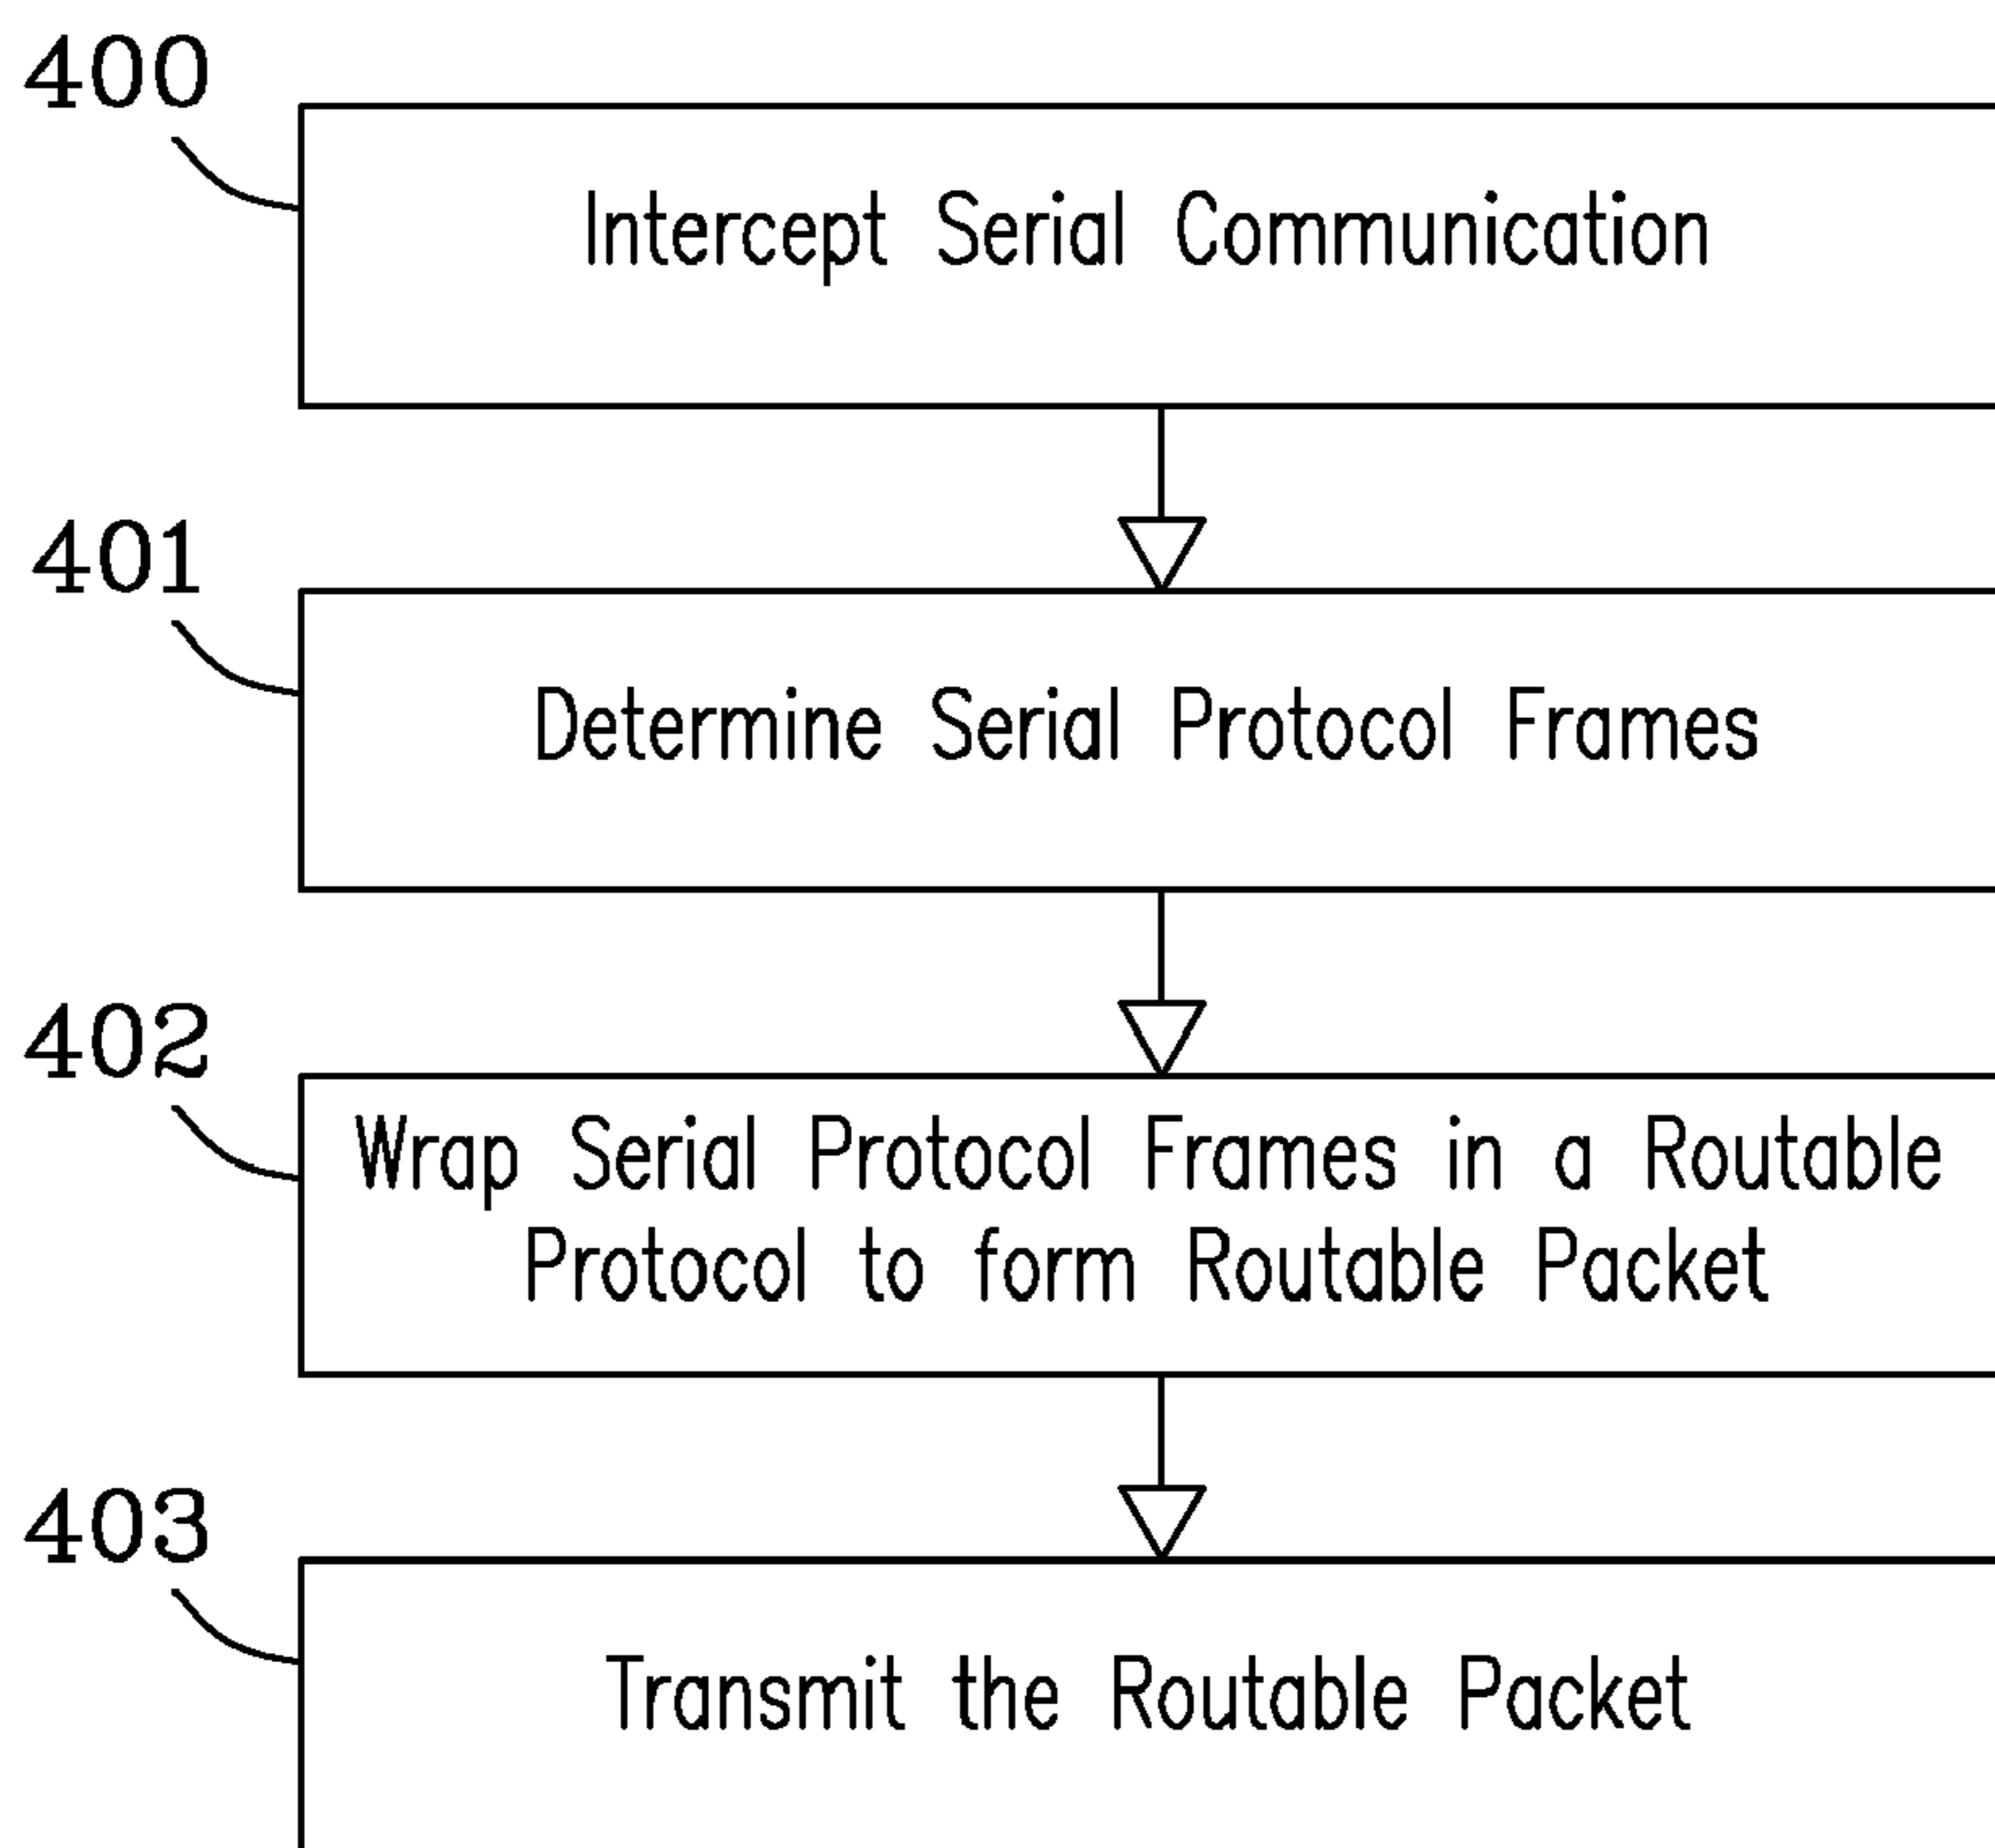 400
Intercept Serial Communication
401
Determine Serial Protocol Frames
402
Wrap Serial Protocol Frames in a Routable
Protocol to form Routable Packet
403
Transmit the Routable Packet